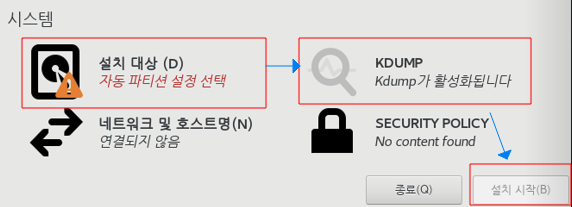 시스템
설치 대상 (D)
자동 파티션 설정 선택
KDUMP
Kdump가 활성화됩니다
네트워크 및 호스트명(N)
연결되지 않음
SECURITY POLICY
No content found
종료(Q)
설치 시작(B)